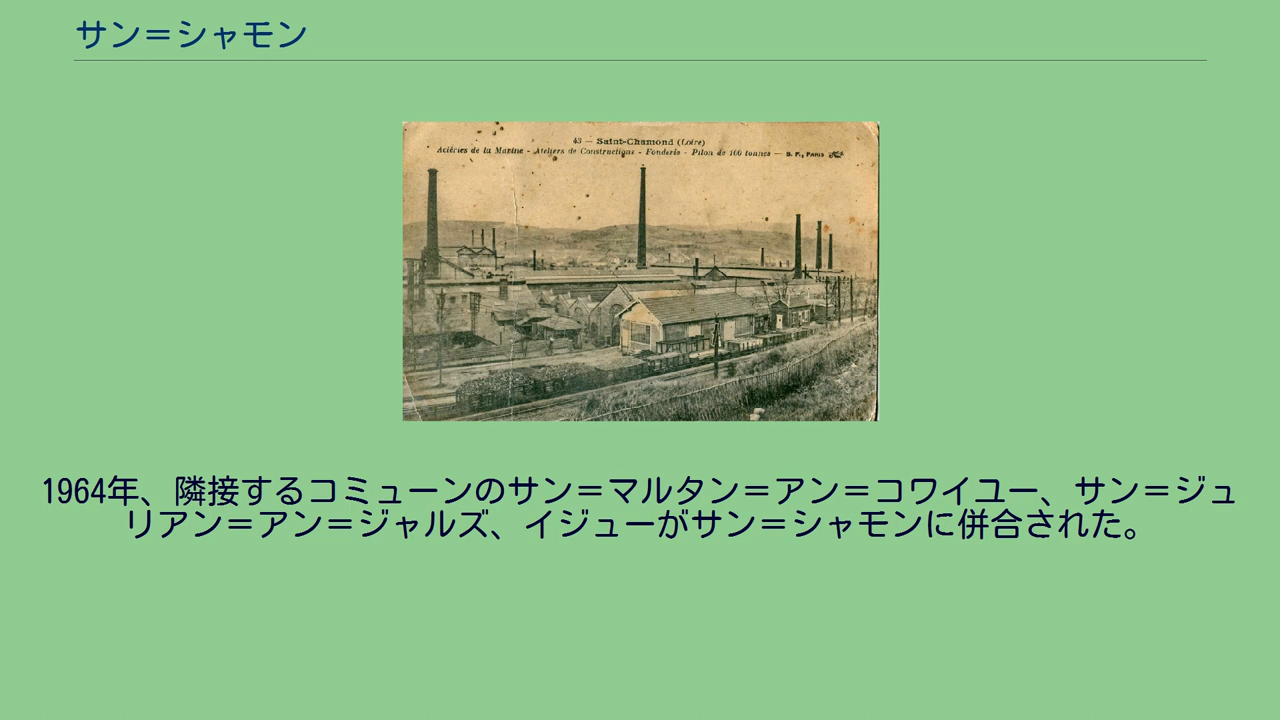 サン＝シャモン
43 — Saint-Chamond (Loire)
Aciéries de la Marine - Ateliers de Constructions - Fonderie - Pilon de 100 tonnes — B. F., PARIS
1964年、隣接するコミューンのサン＝マルタン＝アン＝コワイユー、サン＝ジュ
リアン＝アン＝ジャルズ、イジューがサン＝シャモンに併合された。